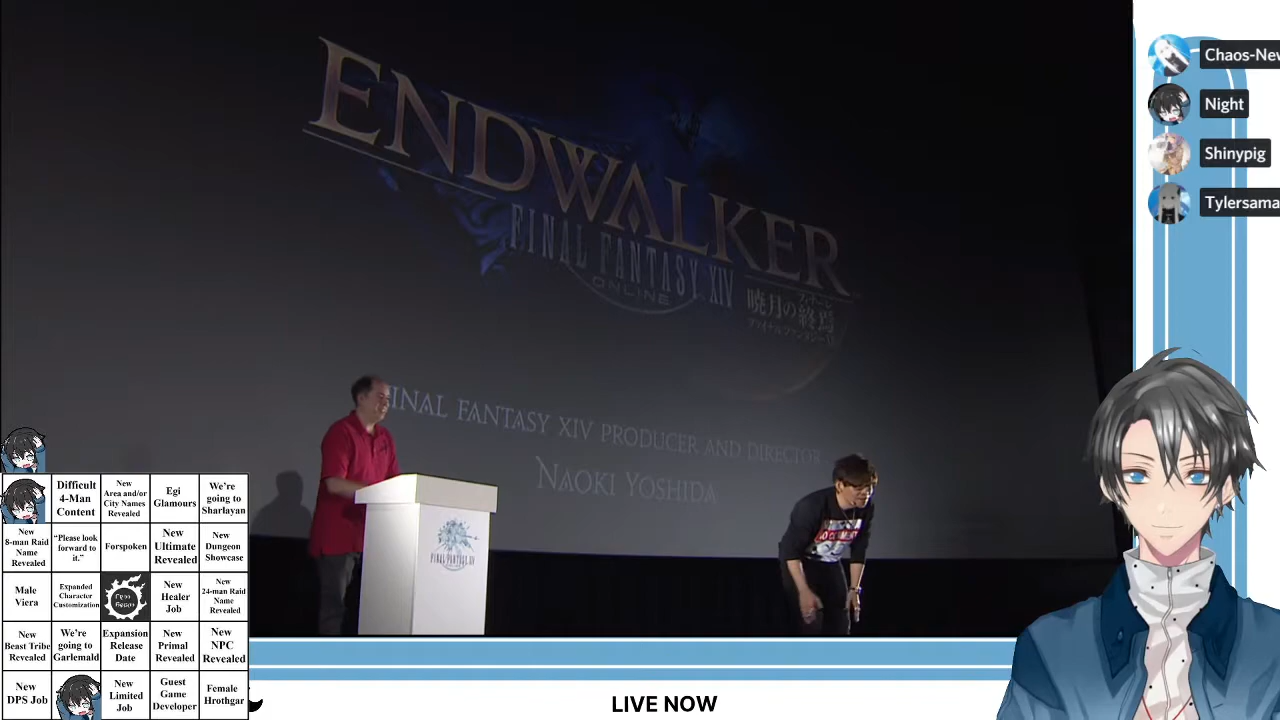 ENDWALKER
FINAL FANTASY XIV
ONLINE
暁月の終焉
FINAL FANTASY XIV PRODUCER AND DIRECTOR
NAOKI YOSHIDA
FINAL FANTASY XIV
Chaos-Nev
Night
Shinypig
Tylersama
Difficult
4-Man
Content
New
Area and/or
City Names
Revealed
Egi
Glamours
We're
going to
Sharlayan
New
8-man Raid
Name
Revealed
"Please look
forward to
it."
Forspoken
New
Ultimate
Revealed
New
Dungeon
Showcase
Male
Viera
Expanded
Character
Customization
New
Healer
Job
New
24-man Raid
Name
Revealed
New
Beast Tribe
Revealed
We're
going to
Garlemald
Expansion
Release
Date
New
Primal
Revealed
New
NPC
Revealed
New
DPS Job
New
Limited
Job
Guest
Game
Developer
Female
Hrothgar
LIVE NOW